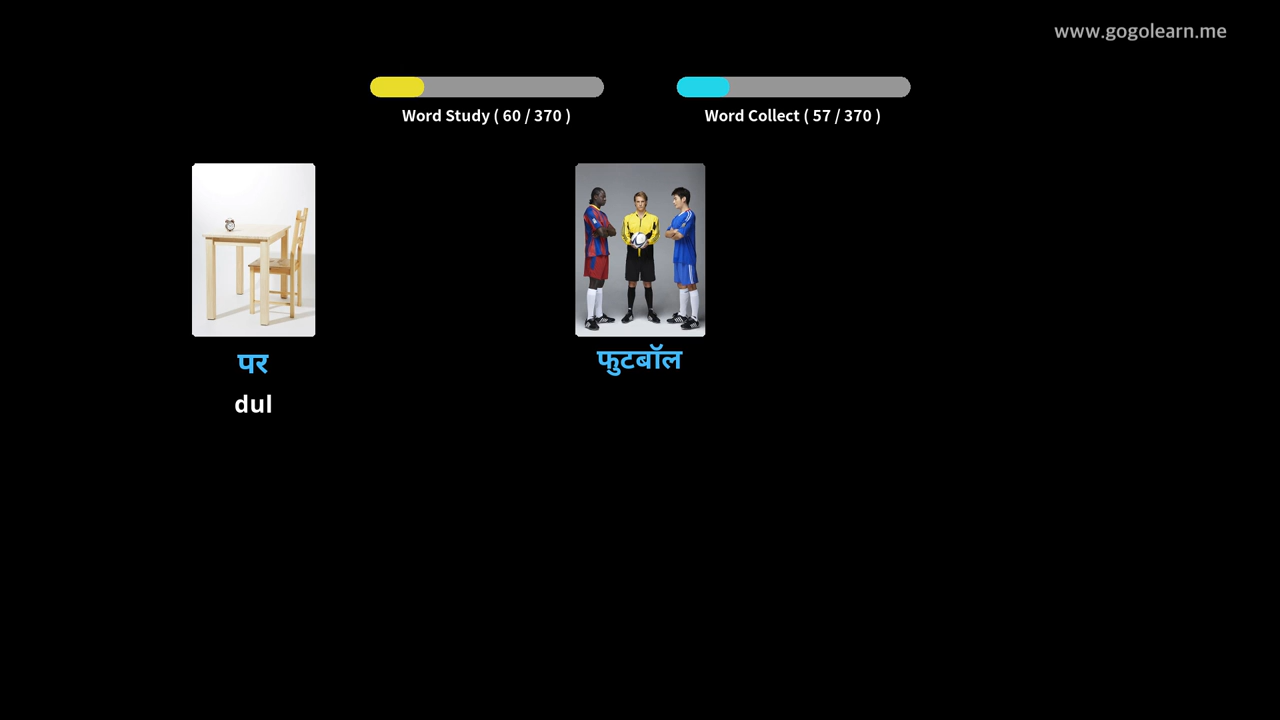 www.gogolearn.me
Word Study ( 60 / 370 )
Word Collect ( 57 / 370 )
पर
फुटबॉल
dul